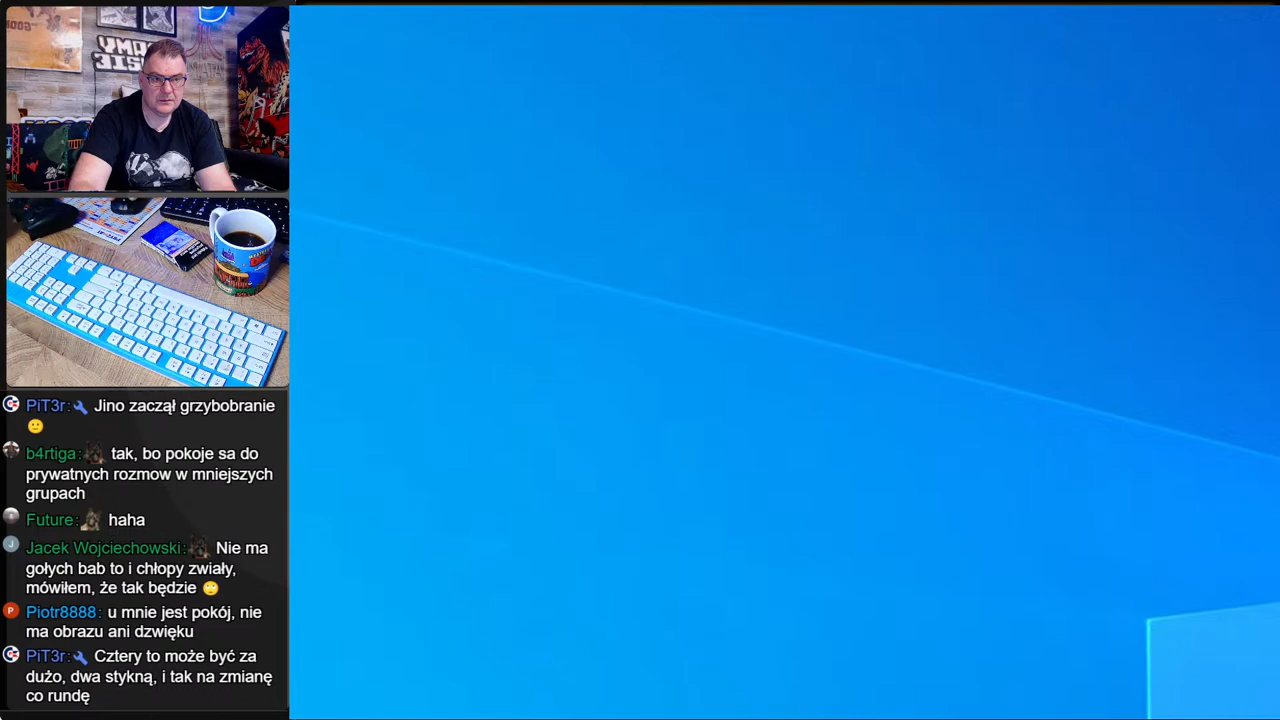 PiT3r: Jino zaczął grzybobranie
🙂
b4rtiga: tak, bo pokoje sa do
prywatnych rozmow w mniejszych
grupach
Future: haha
Jacek Wojciechowski: Nie ma
gołych bab to i chłopy zwiały,
mówiłem, że tak będzie 🙄
Piotr8888: u mnie jest pokój, nie
ma obrazu ani dzwięku
PiT3r: Cztery to może być za
dużo, dwa stykną, i tak na zmianę
co rundę